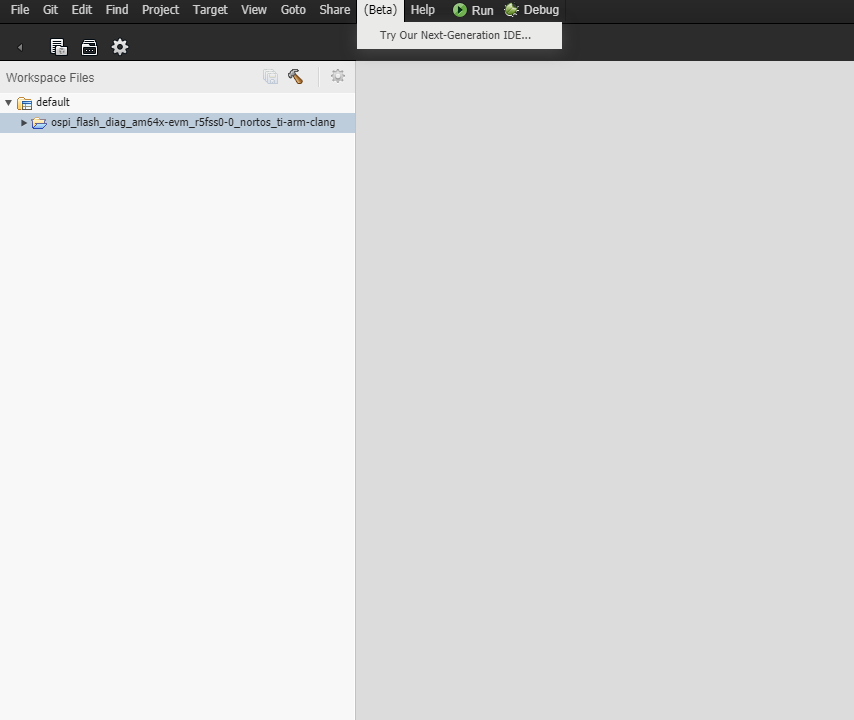 File Git Edit Find Project Target View Goto Share (Beta) Help Run Debug
Try Our Next-Generation IDE...
Workspace Files
default
ospi_flash_diag_am64x-evm_r5fss0-0_nortos_ti-arm-clang